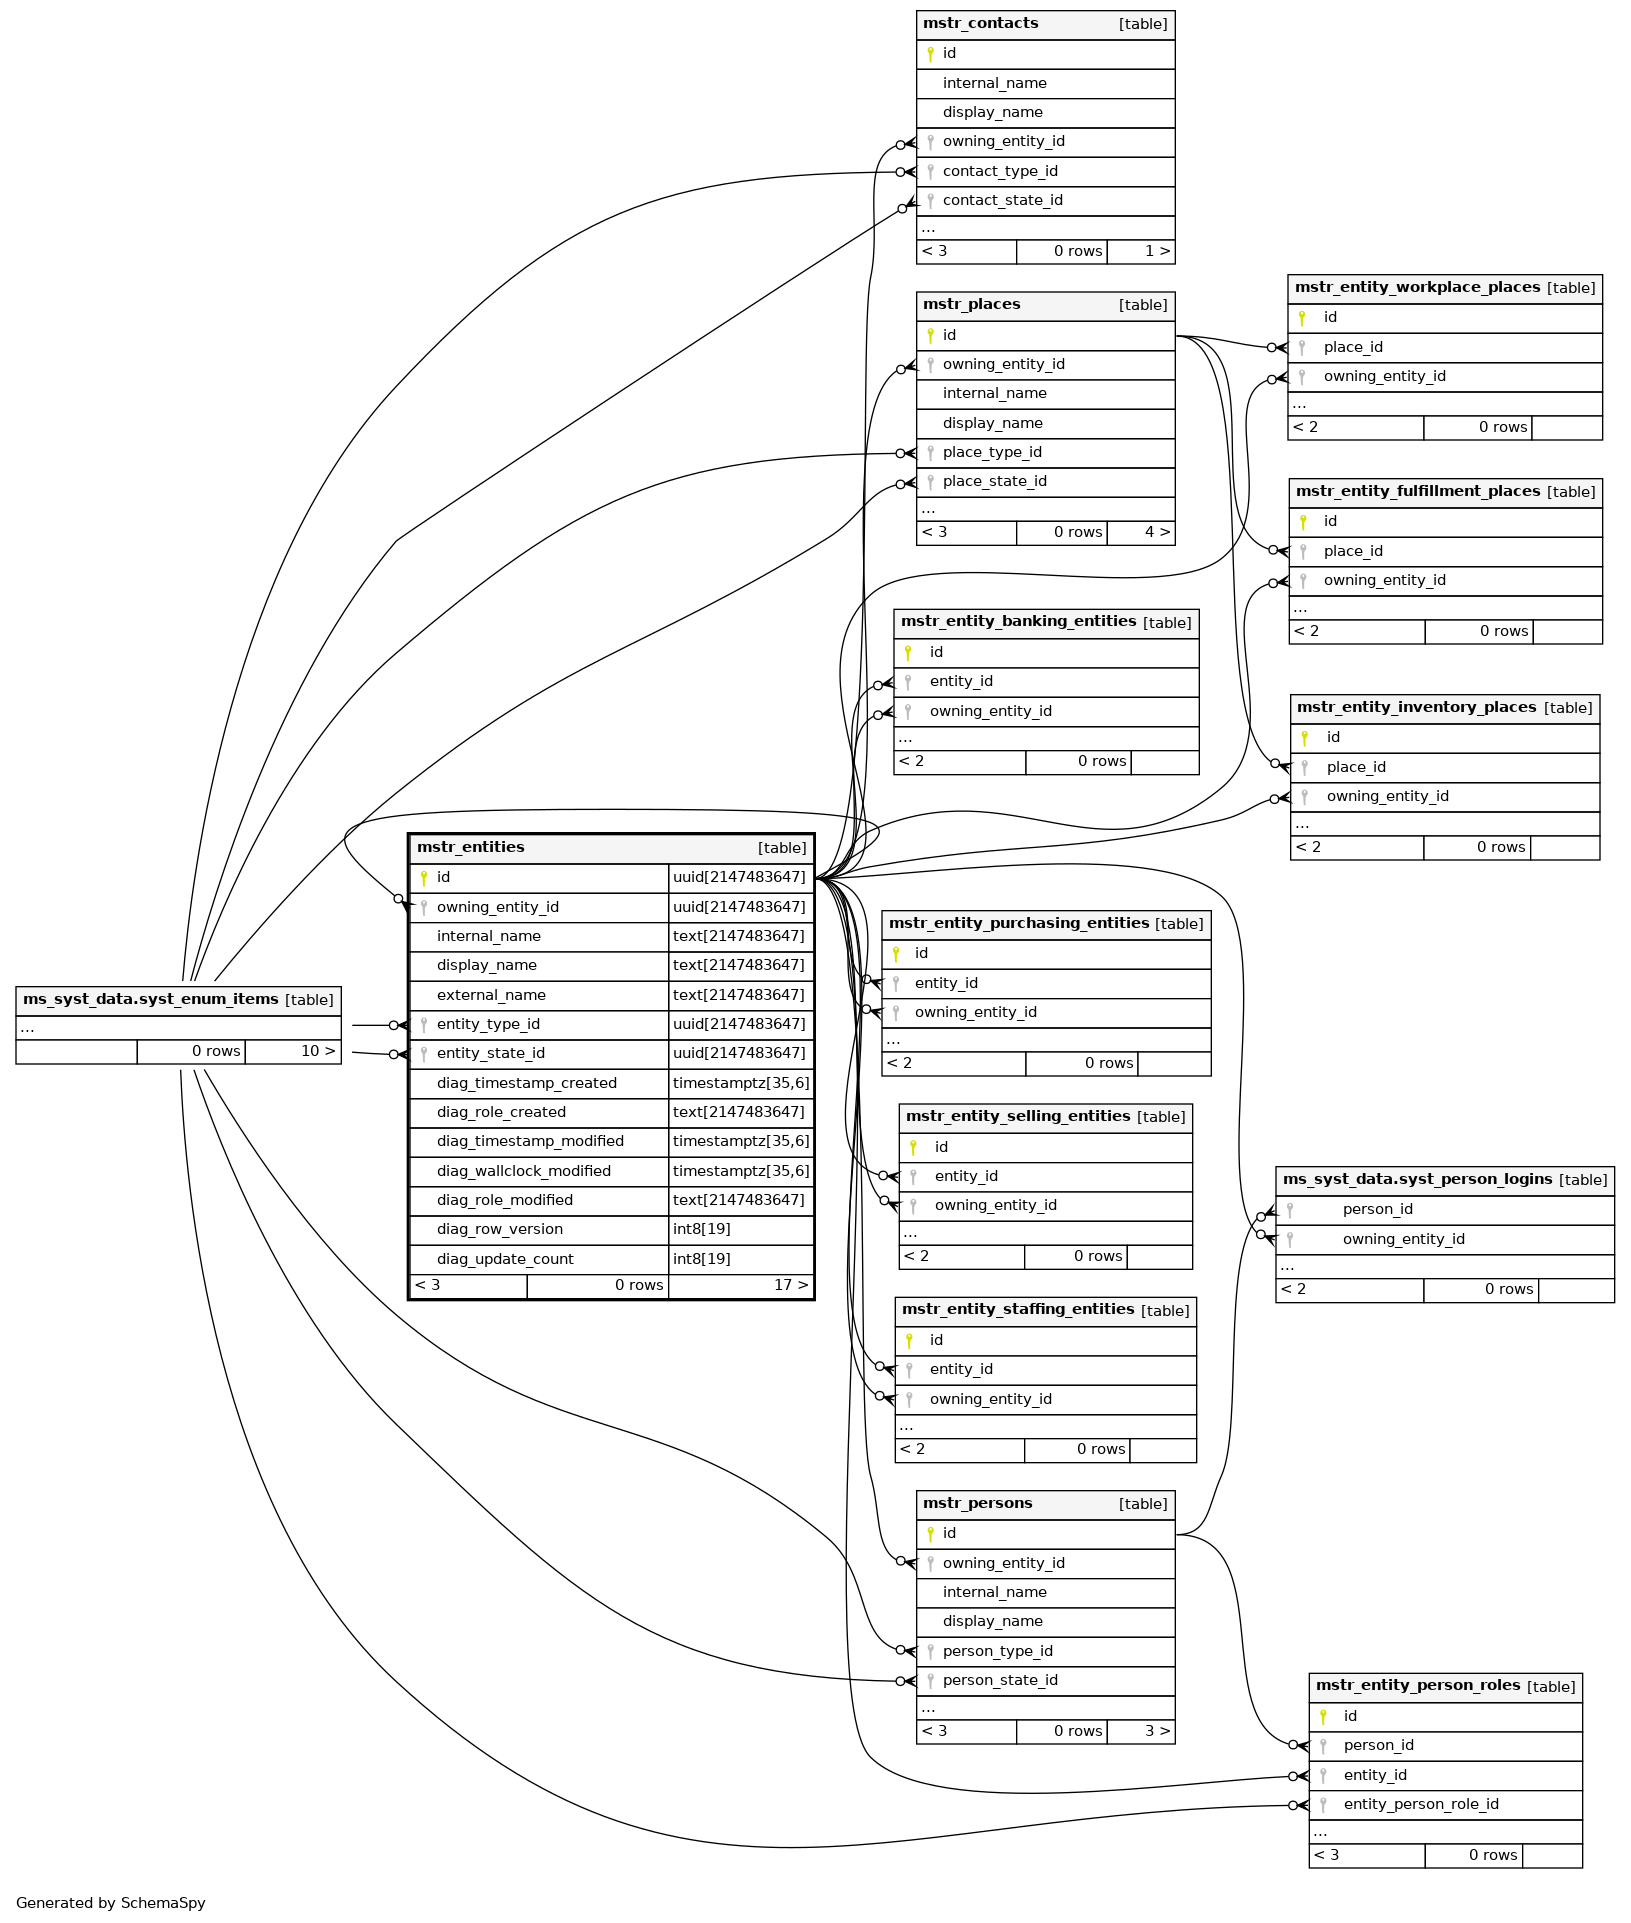 mstr_contacts [table]
id
internal_name
display_name
owning_entity_id
contact_type_id
contact_state_id
...
< 3 0 rows 1 >
mstr_places [table]
id
owning_entity_id
internal_name
display_name
place_type_id
place_state_id
...
< 3 0 rows 4 >
mstr_entity_workplace_places [table]
id
place_id
owning_entity_id
...
< 2 0 rows
mstr_entity_fulfillment_places [table]
id
place_id
owning_entity_id
...
< 2 0 rows
mstr_entity_banking_entities [table]
id
entity_id
owning_entity_id
...
< 2 0 rows
mstr_entity_inventory_places [table]
id
place_id
owning_entity_id
...
< 2 0 rows
mstr_entities [table]
id uuid[2147483647]
owning_entity_id uuid[2147483647]
internal_name text[2147483647]
display_name text[2147483647]
external_name text[2147483647]
entity_type_id uuid[2147483647]
entity_state_id uuid[2147483647]
diag_timestamp_created timestamptz[35,6]
diag_role_created text[2147483647]
diag_timestamp_modified timestamptz[35,6]
diag_wallclock_modified timestamptz[35,6]
diag_role_modified text[2147483647]
diag_row_version int8[19]
diag_update_count int8[19]
< 3 0 rows 17 >
ms_syst_data.syst_enum_items [table]
...
0 rows 10 >
mstr_entity_purchasing_entities [table]
id
entity_id
owning_entity_id
...
< 2 0 rows
mstr_entity_selling_entities [table]
id
entity_id
owning_entity_id
...
< 2 0 rows
ms_syst_data.syst_person_logins [table]
person_id
owning_entity_id
...
< 2 0 rows
mstr_entity_staffing_entities [table]
id
entity_id
owning_entity_id
...
< 2 0 rows
mstr_persons [table]
id
owning_entity_id
internal_name
display_name
person_type_id
person_state_id
...
< 3 0 rows 3 >
mstr_entity_person_roles [table]
id
person_id
entity_id
entity_person_role_id
...
< 3 0 rows
Generated by SchemaSpy